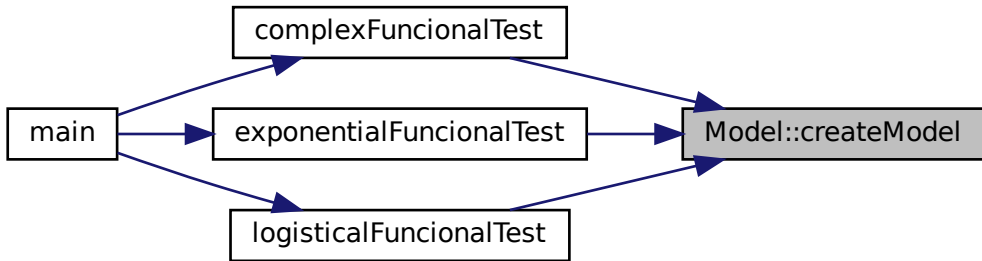 complexFuncionalTest
main
exponentialFuncionalTest
Model::createModel
logisticalFuncionalTest